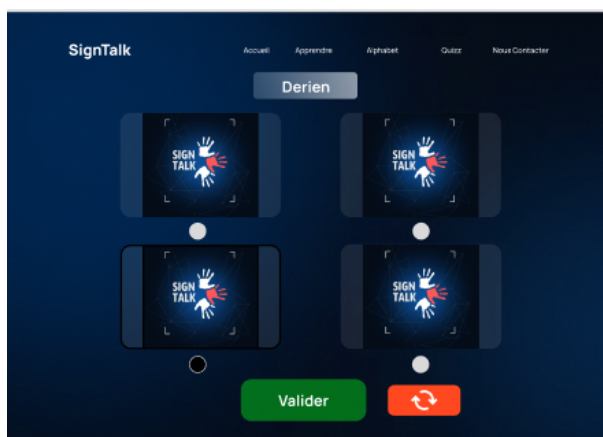 SignTalk
Accueil Apprendre Alphabet Quizz Nous Contacter
Derien
SIGN
TALK
SIGN
TALK
SIGN
TALK
SIGN
TALK
Valider